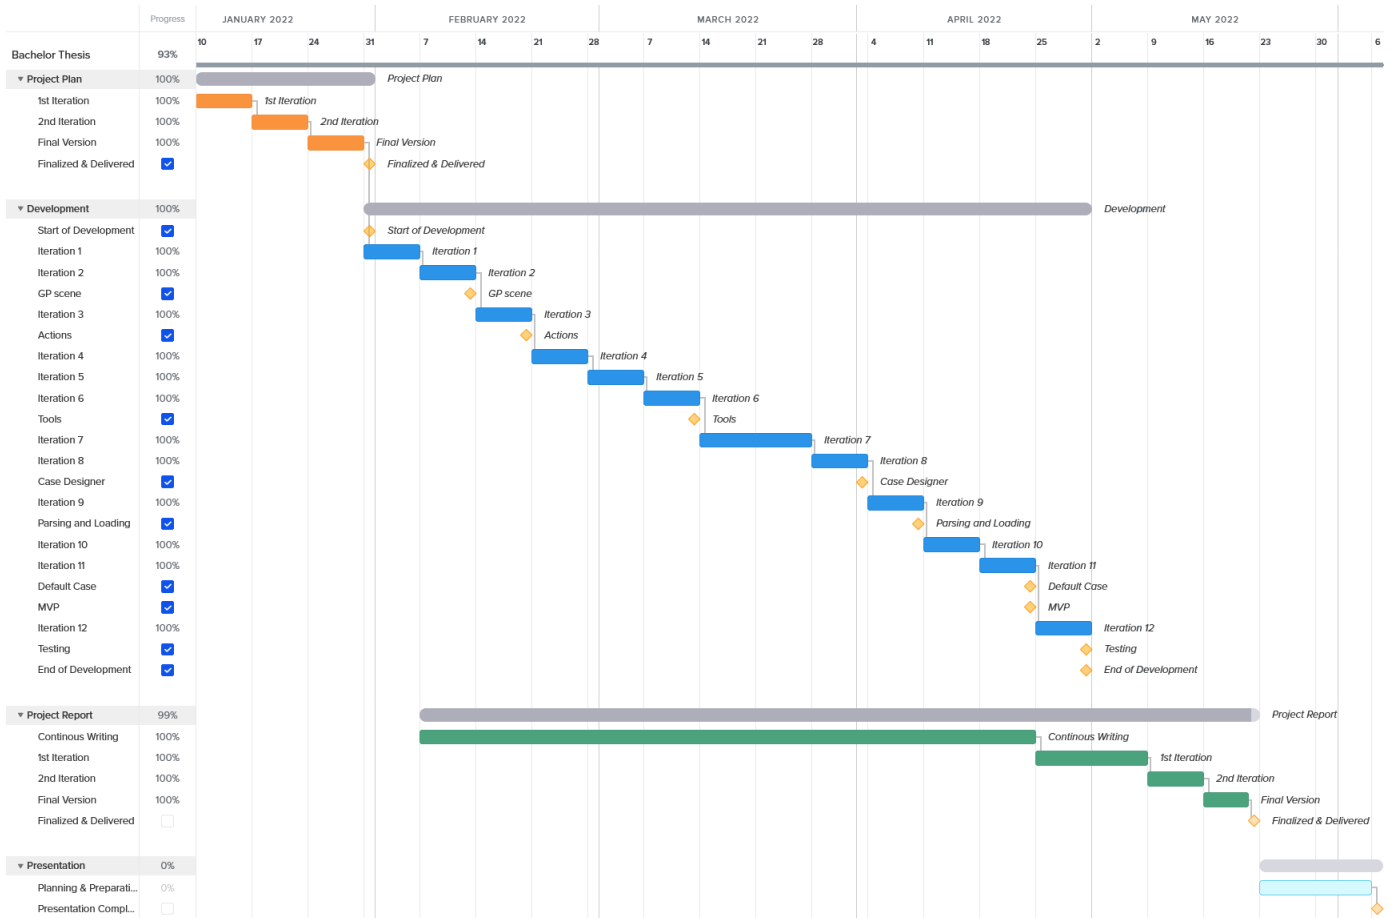 Progress JANUARY 2022 FEBRUARY 2022 MARCH 2022 APRIL 2022 MAY 2022
10 17 24 31 7 14 21 28 7 14 21 28 4 11 18 25 2 9 16 23 30 6
Bachelor Thesis 93%
Project Plan 100% Project Plan
1st Iteration 100% 1st Iteration
2nd Iteration 100% 2nd Iteration
Final Version 100% Final Version
Finalized & Delivered Finalized & Delivered
Development 100% Development
Start of Development Start of Development
Iteration 1 100% Iteration 1
Iteration 2 100% Iteration 2
GP scene GP scene
Iteration 3 100% Iteration 3
Actions Actions
Iteration 4 100% Iteration 4
Iteration 5 100% Iteration 5
Iteration 6 100% Iteration 6
Tools Tools
Iteration 7 100% Iteration 7
Iteration 8 100% Iteration 8
Case Designer Case Designer
Iteration 9 100% Iteration 9
Parsing and Loading Parsing and Loading
Iteration 10 100% Iteration 10
Iteration 11 100% Iteration 11
Default Case Default Case
MVP MVP
Iteration 12 100% Iteration 12
Testing Testing
End of Development End of Development
Project Report 99% Project Report
Continous Writing 100% Continous Writing
1st Iteration 100% 1st Iteration
2nd Iteration 100% 2nd Iteration
Final Version 100% Final Version
Finalized & Delivered Finalized & Delivered
Presentation 0%
Planning & Preparati... 0%
Presentation Compl...